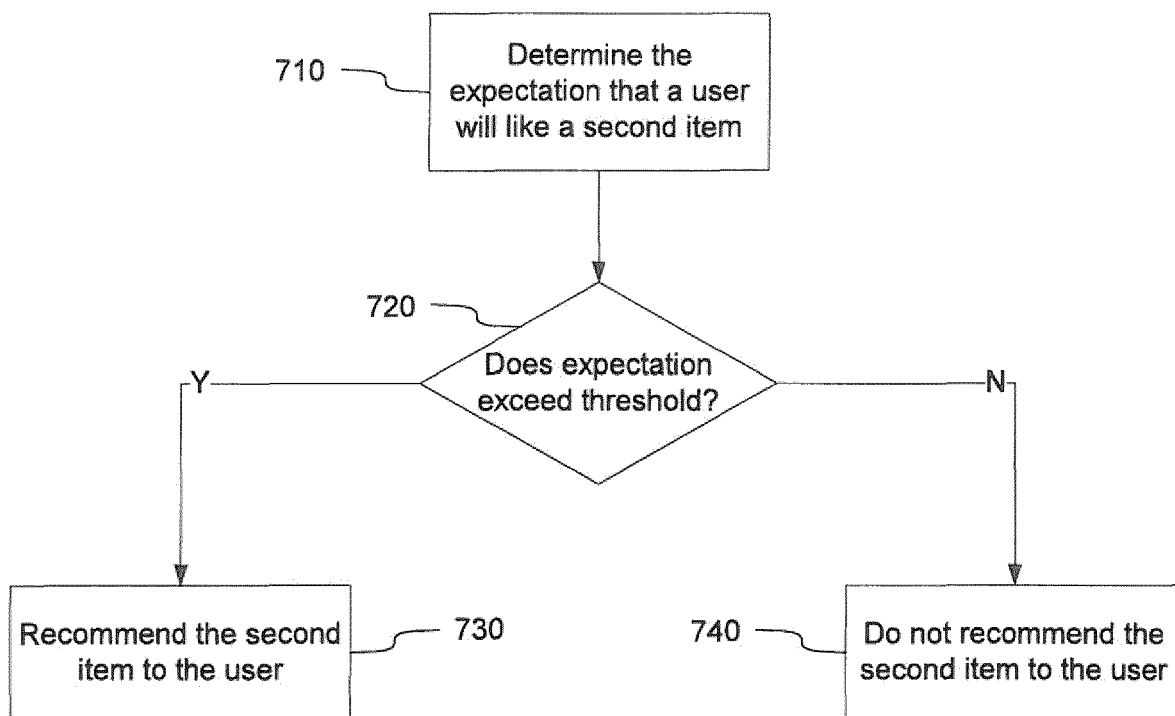 710
Determine the
expectation that a user
will like a second item
720
Does expectation
exceed threshold?
Y
N
Recommend the second
item to the user
730
740
Do not recommend the
second item to the user